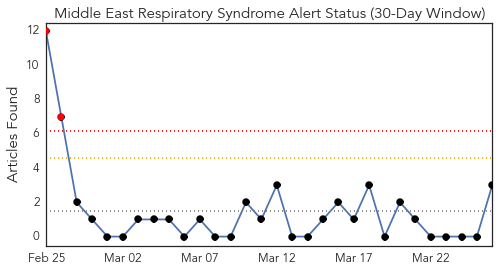 Middle East Respiratory Syndrome Alert Status (30-Day Window)
Articles Found
12
10
8
6
4
2
0
Feb 25 Mar 02 Mar 07 Mar 12 Mar 17 Mar 22